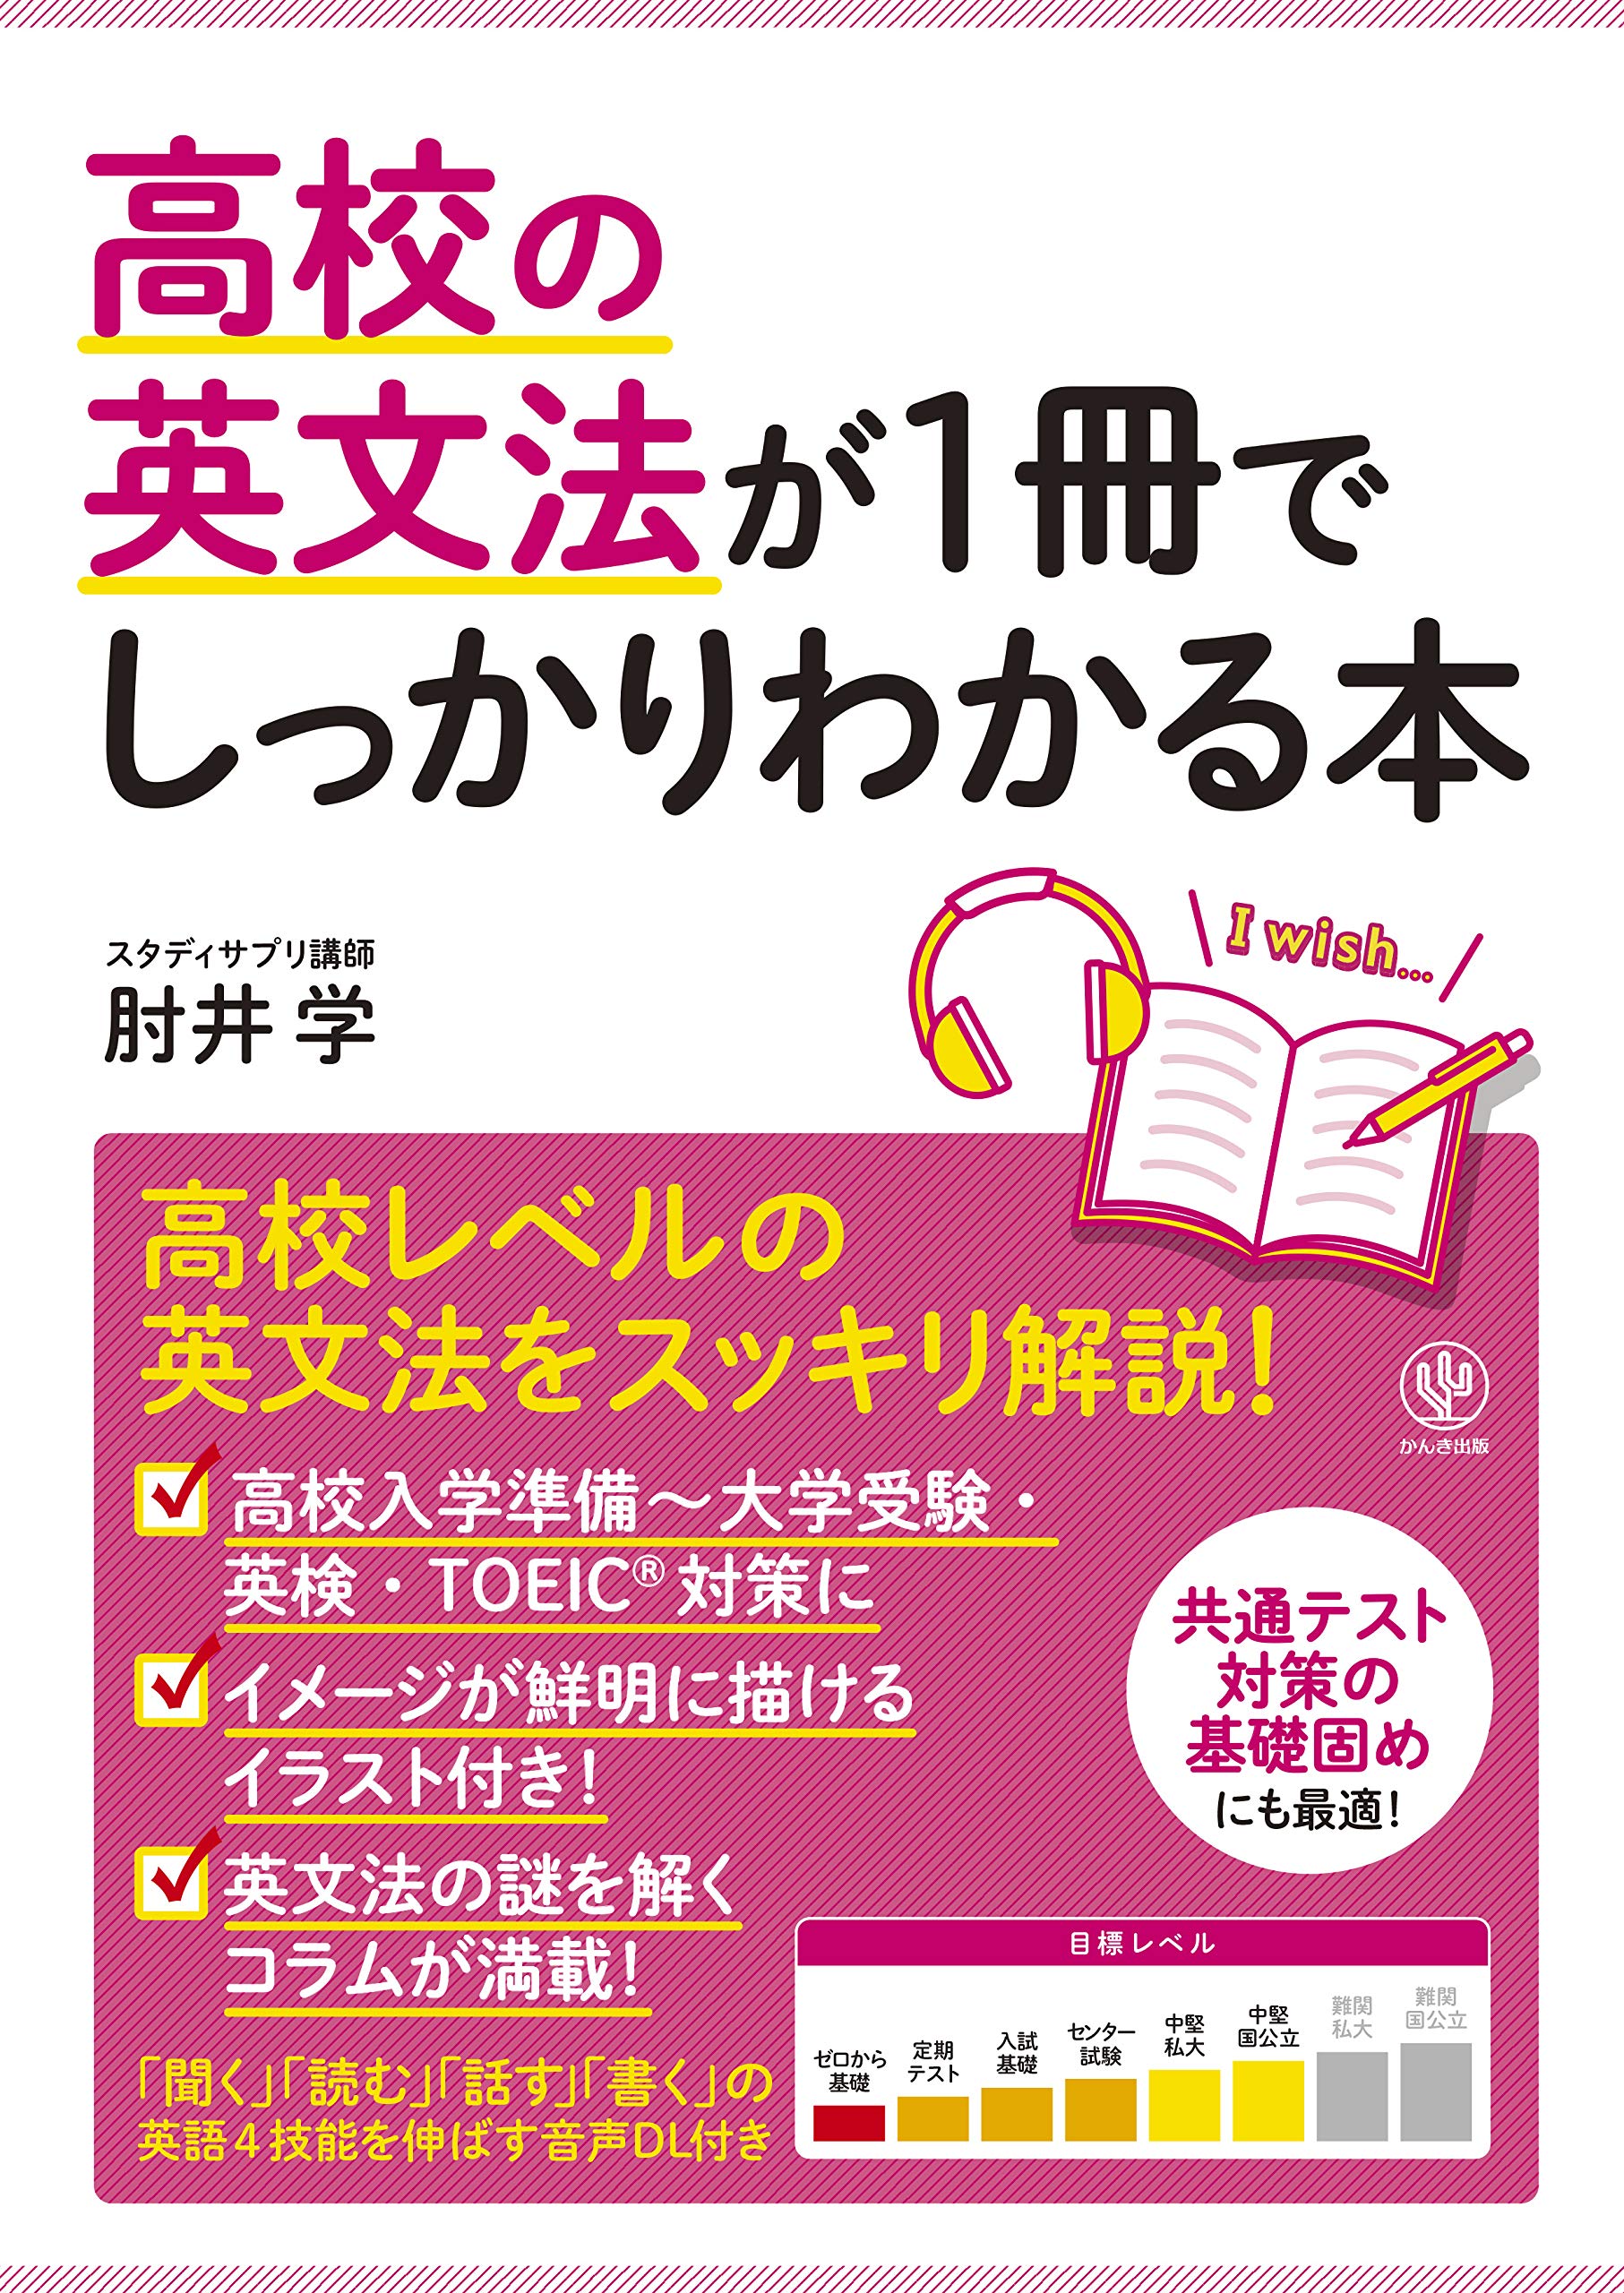 高校の
英文法が1冊で
しっかりわかる本
スタディサプリ講師
肘井 学
I wish...
高校レベルの
英文法をスッキリ解説!
かんき出版
高校入学準備〜大学受験・
英検・TOEIC®対策に
イメージが鮮明に描ける
イラスト付き!
英文法の謎を解く
コラムが満載!
共通テスト
対策の
基礎固め
にも最適!
「聞く」「読む」「話す」「書く」の
英語4技能を伸ばす音声DL付き
目標レベル
ゼロから
基礎
定期
テスト
入試
基礎
センター
試験
中堅
私大
中堅
国公立
難関
私大
難関
国公立